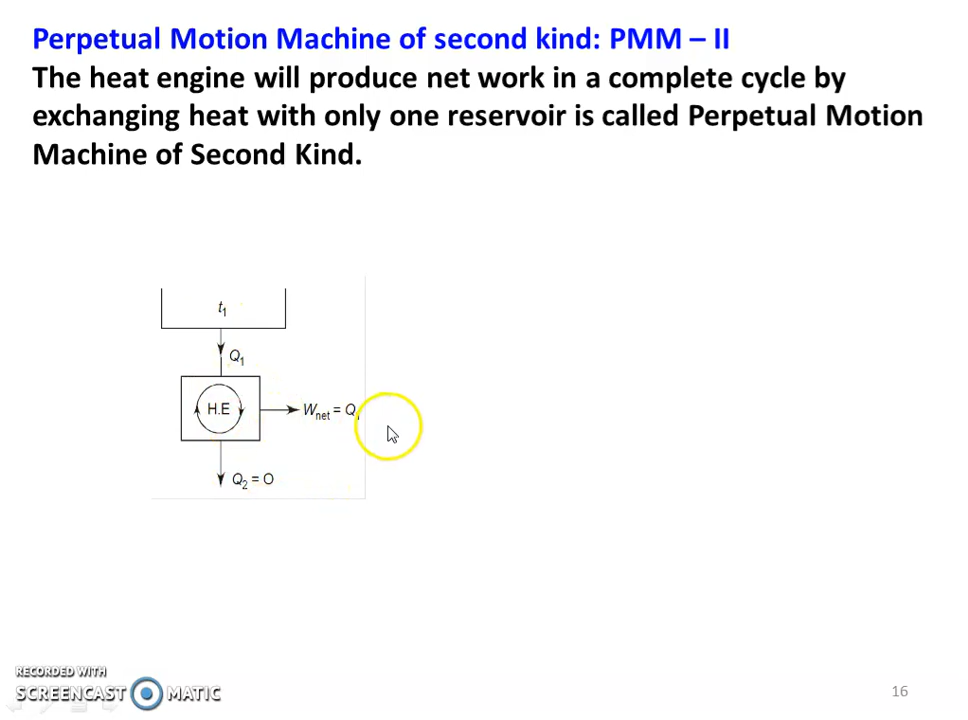 Perpetual Motion Machine of second kind: PMM – II
The heat engine will produce net work in a complete cycle by
exchanging heat with only one reservoir is called Perpetual Motion
Machine of Second Kind.
t₁
Q₁
H.E
Wnet = Q₁
Q₂ = O
RECORDED WITH
SCREENCAST MATIC
16